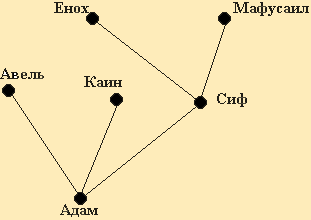 Енох
Мафусаил
Авель
Каин
Сиф
Адам